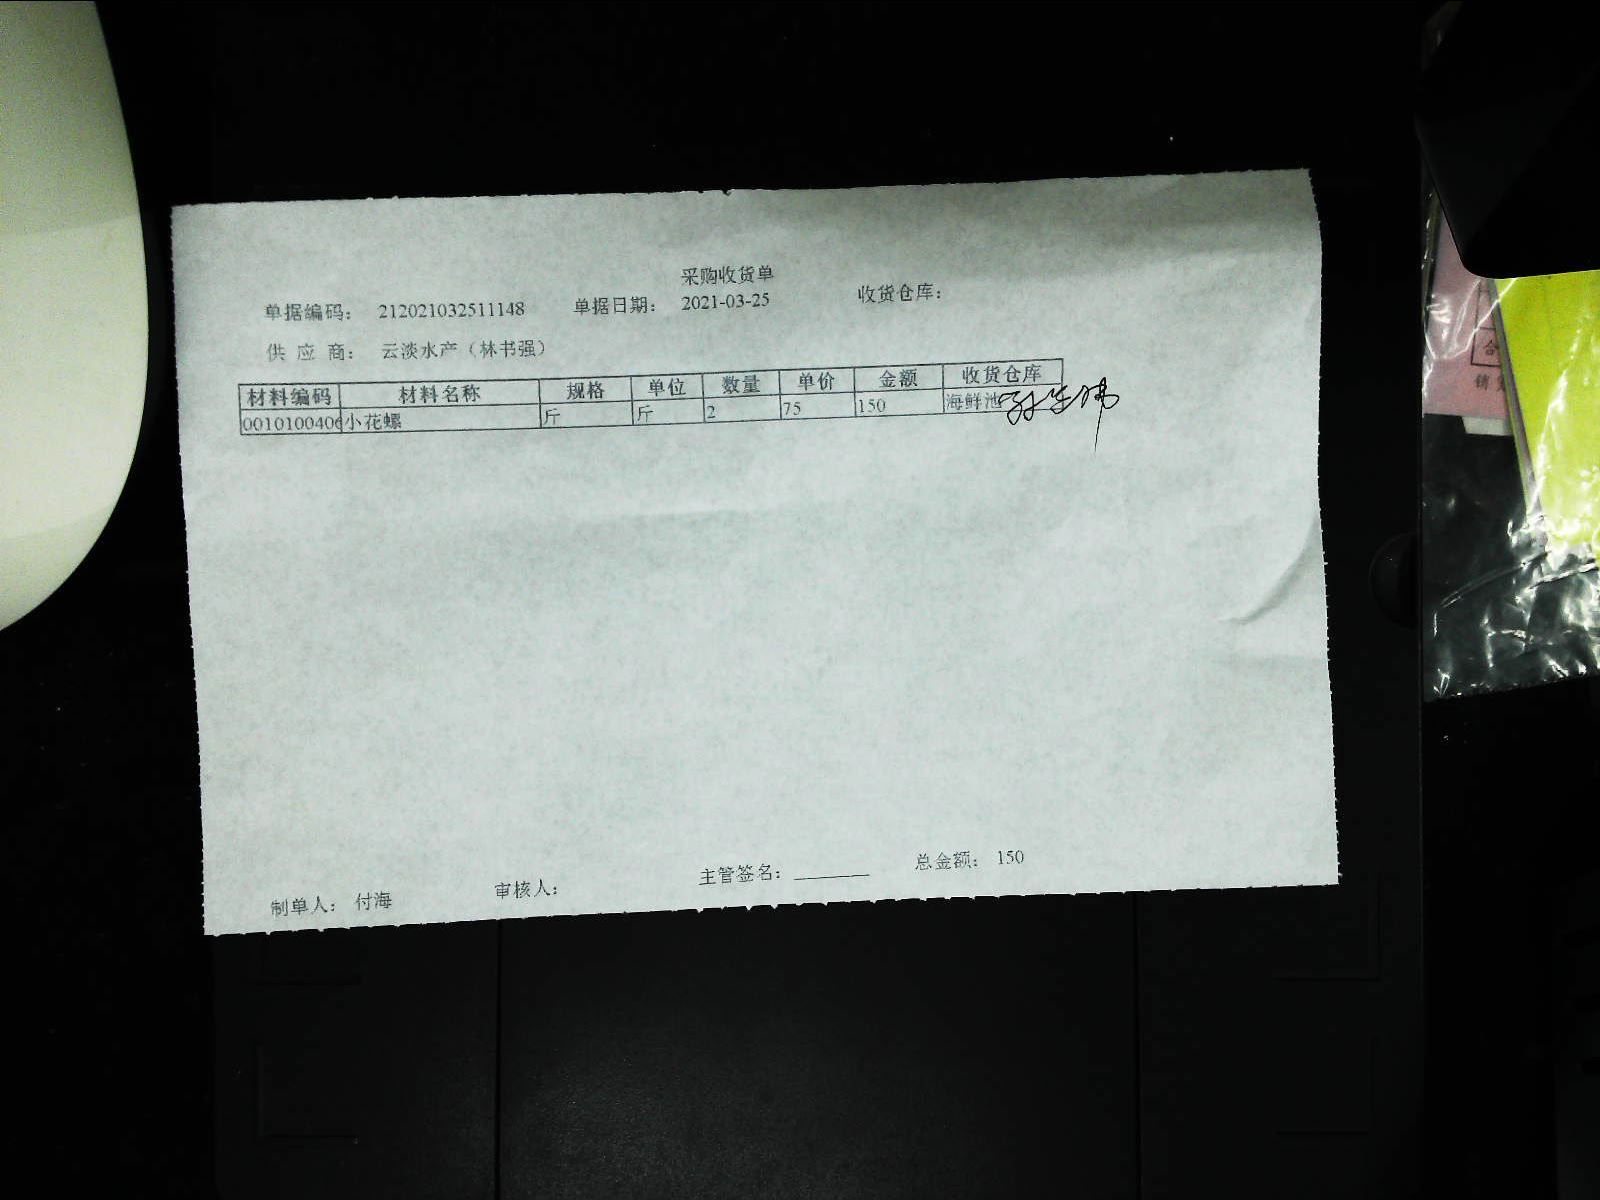 采购收货单
单据编码: 212021032511148 单据日期: 2021-03-25 收货仓库:
供应商: 云淡水产（林书强）
材料编码 材料名称 规格 单位 数量 单价 金额 收货仓库
0010100406 小花螺 斤 斤 2 75 150 海鲜池
制单人: 付海 审核人: 主管签名: 总金额: 150
合
销